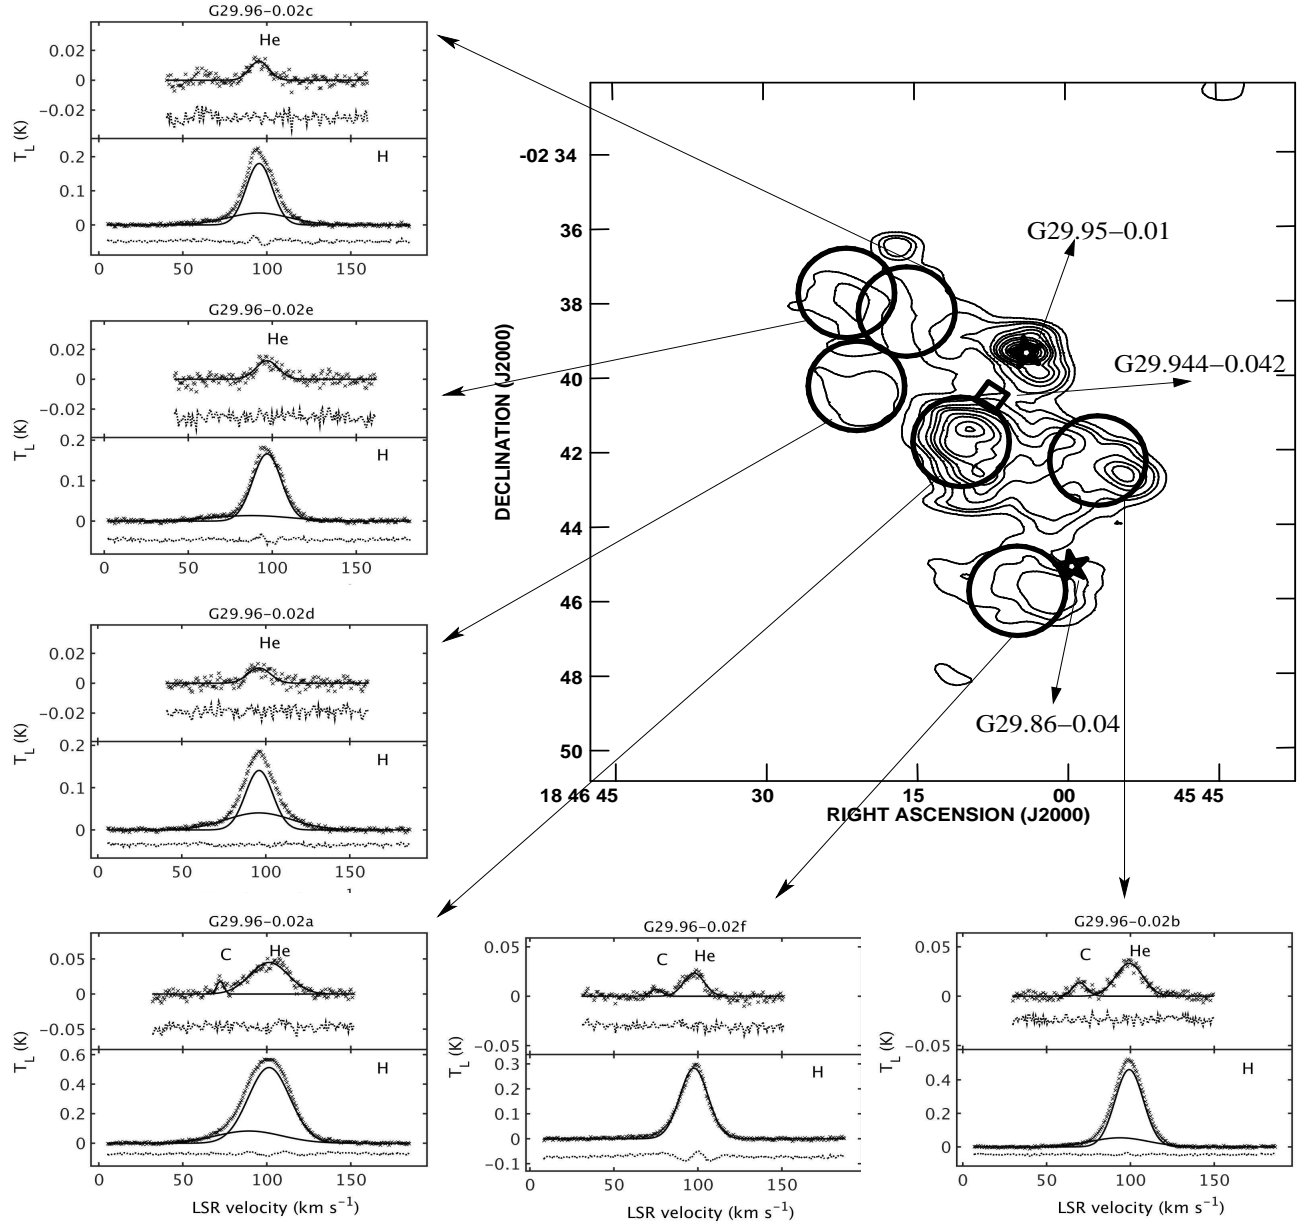 G29.96−0.02c
He
0.02
0
−0.02
T_L (K)
H
0.2
0.1
0
0 50 100 150
G29.96−0.02e
He
0.02
0
−0.02
T_L (K)
0.2
H
0.1
0
0 50 100 150
G29.96−0.02d
He
0.02
0
−0.02
T_L (K)
0.2
H
0.1
0
0 50 100 150
G29.96−0.02a
C He
0.05
0
−0.05
T_L (K)
0.6
H
0.4
0.2
0
0 50 100 150
LSR velocity (km s⁻¹)
G29.96−0.02f
0.05
C He
0
−0.05
T_L (K)
0.3
H
0.2
0.1
0
−0.1
0 50 100 150
LSR velocity (km s⁻¹)
G29.96−0.02b
0.05
C He
0
−0.05
T_L (K)
H
0.4
0.2
0
0 50 100 150
LSR velocity (km s⁻¹)
DECLINATION (J2000)
-02 34
36
38
40
42
44
46
48
50
18 46 45 30 15 00 45 45
RIGHT ASCENSION (J2000)
G29.95−0.01
G29.944−0.042
G29.86−0.04